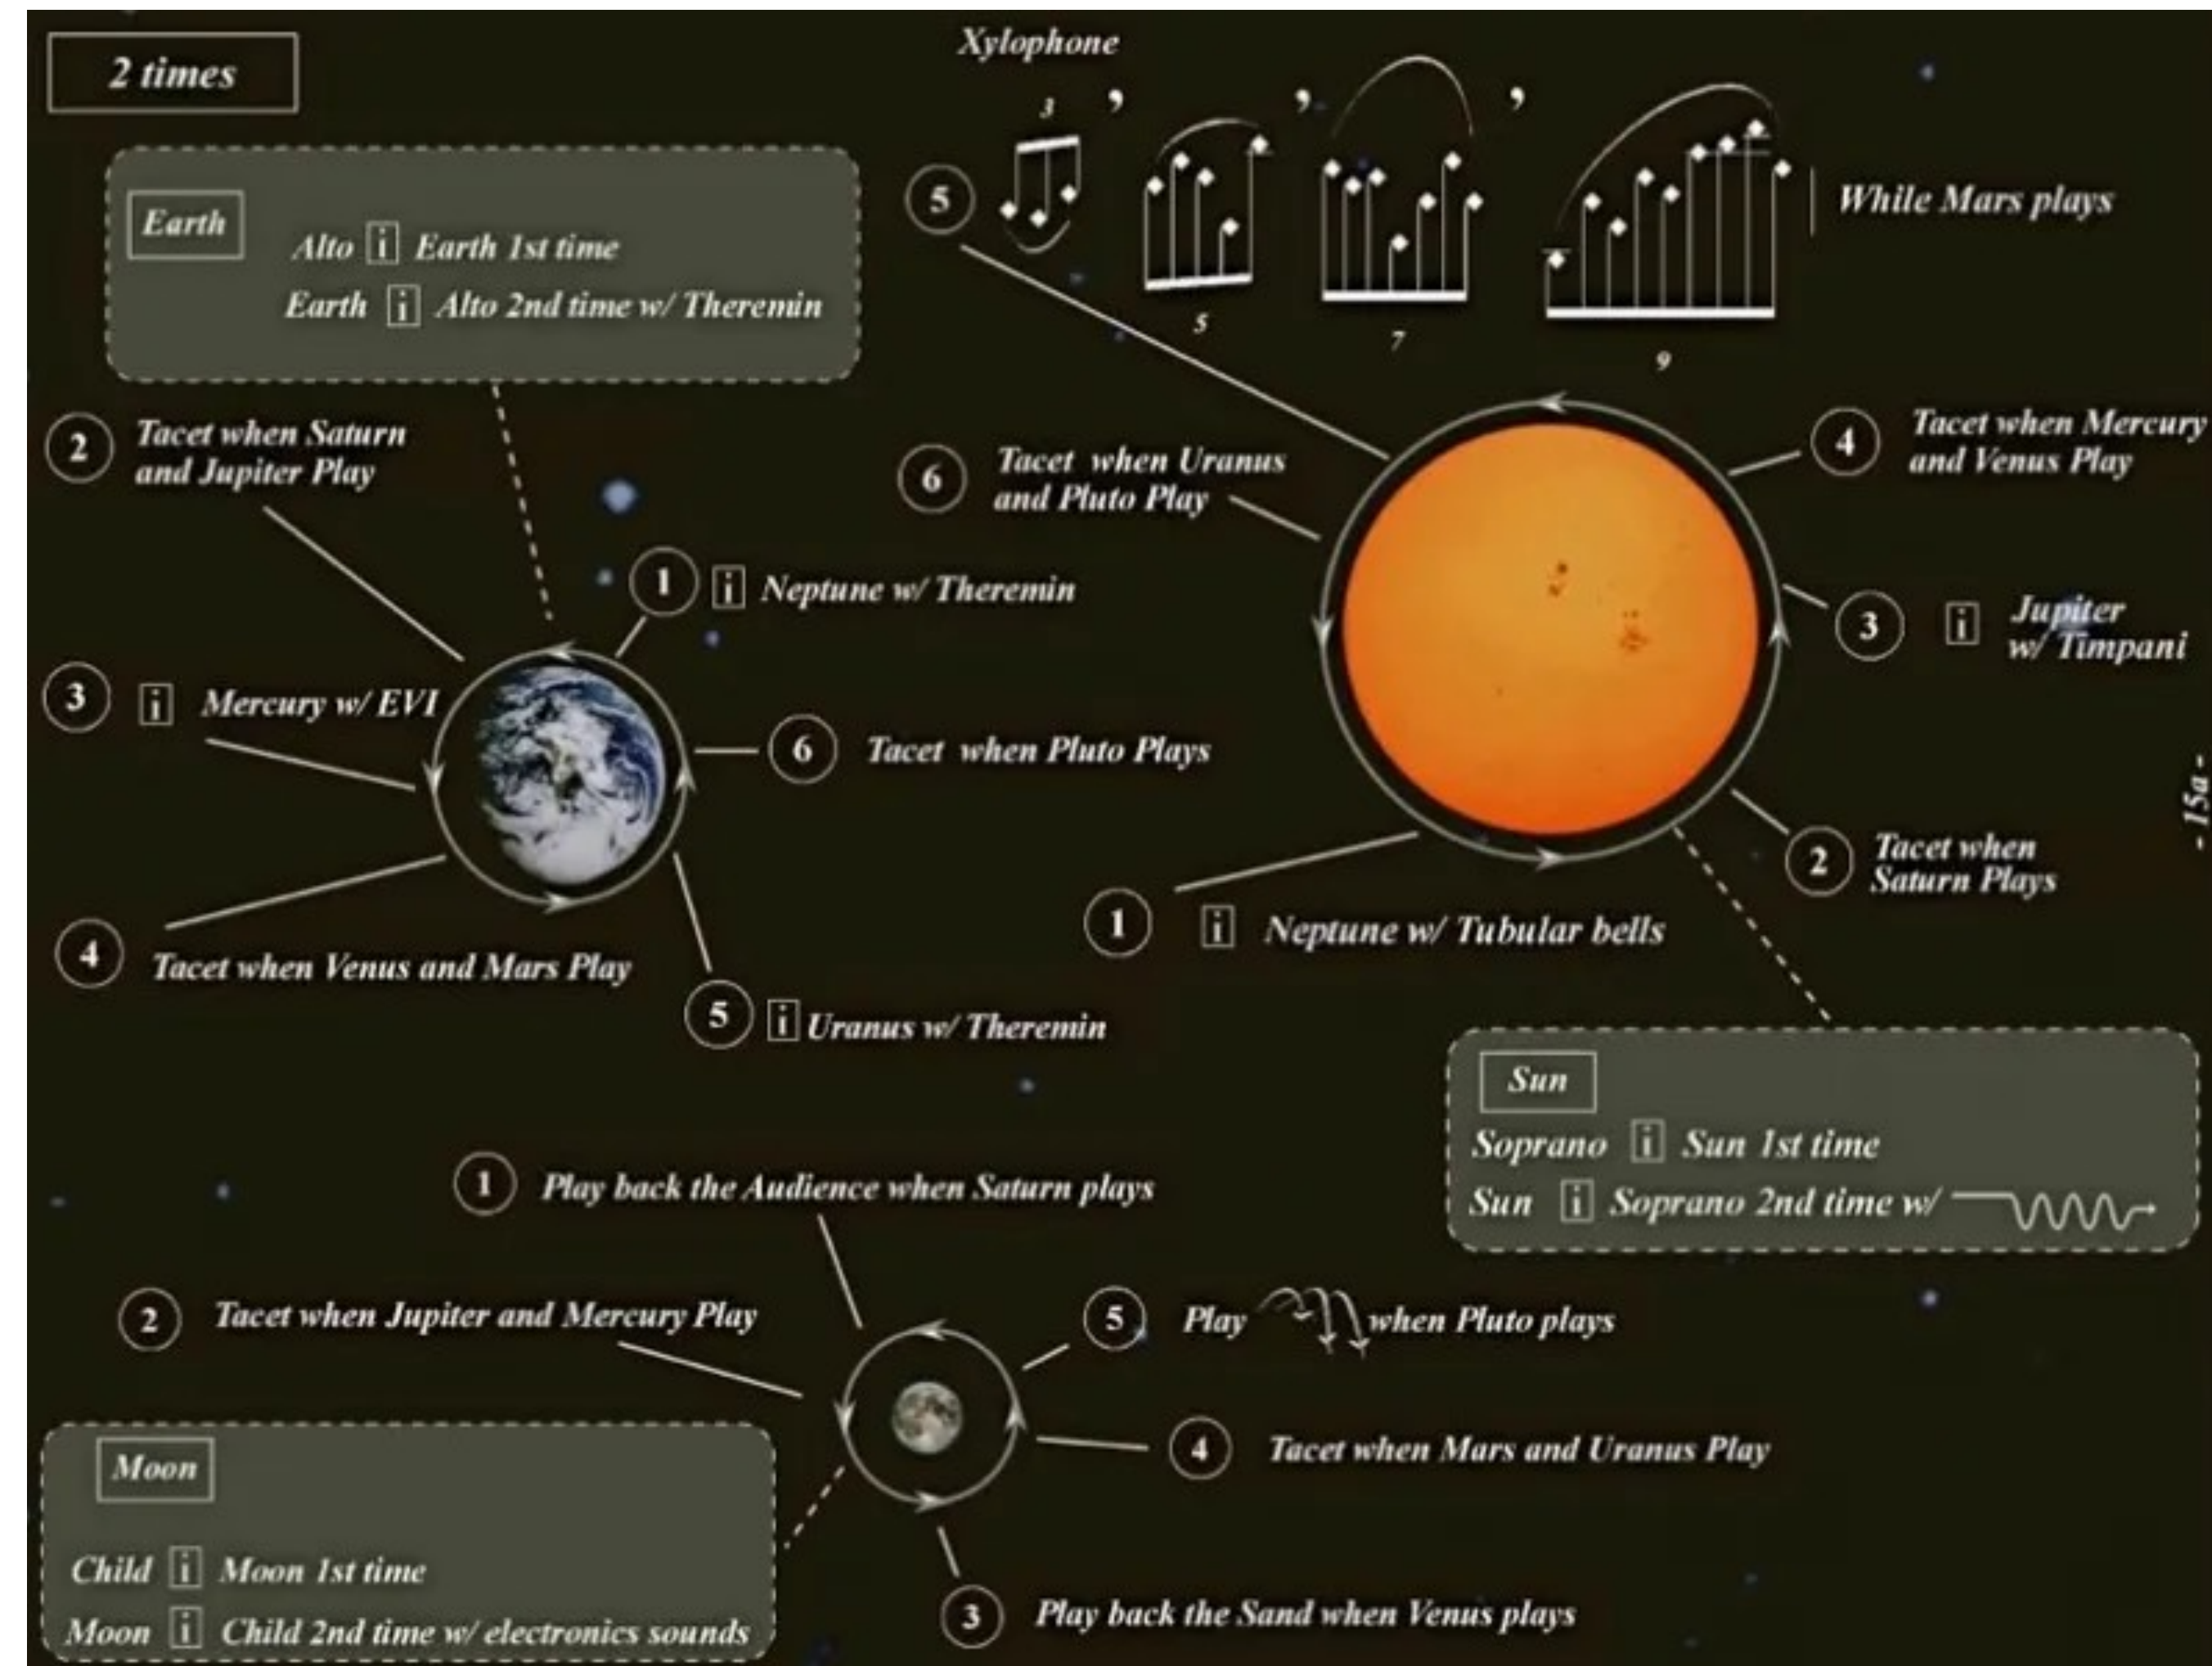 2 times
Xylophone
3
,
,
,
5
7
9
5
While Mars plays
Earth
Alto i Earth 1st time
Earth i Alto 2nd time w/ Theremin
2
Tacet when Saturn
and Jupiter Play
1
i Neptune w/ Theremin
3
i Mercury w/ EVI
6
Tacet when Pluto Plays
4
Tacet when Venus and Mars Play
5
i Uranus w/ Theremin
6
Tacet when Uranus
and Pluto Play
4
Tacet when Mercury
and Venus Play
3
i Jupiter
w/ Timpani
2
Tacet when
Saturn Plays
1
i Neptune w/ Tubular bells
- 15a -
Sun
Soprano i Sun 1st time
Sun i Soprano 2nd time w/
1
Play back the Audience when Saturn plays
2
Tacet when Jupiter and Mercury Play
5
Play when Pluto plays
4
Tacet when Mars and Uranus Play
3
Play back the Sand when Venus plays
Moon
Child i Moon 1st time
Moon i Child 2nd time w/ electronics sounds